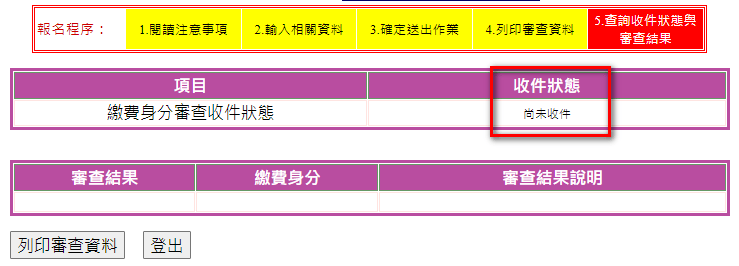 報名程序：
1.閱讀注意事項
2.輸入相關資料
3.確定送出作業
4.列印審查資料
5.查詢收件狀態與
審查結果
項目
收件狀態
繳費身分審查收件狀態
尚未收件
審查結果
繳費身分
審查結果說明
列印審查資料
登出